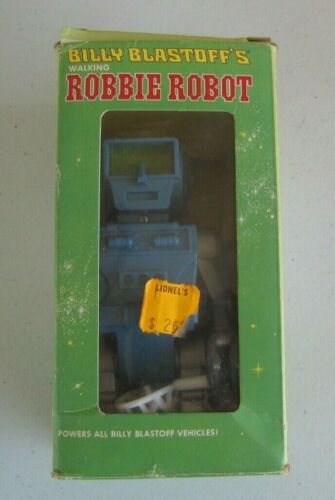 BILLY BLASTOFF'S
WALKING
ROBBIE ROBOT
LIONEL'S
POWERS ALL BILLY BLASTOFF VEHICLES!